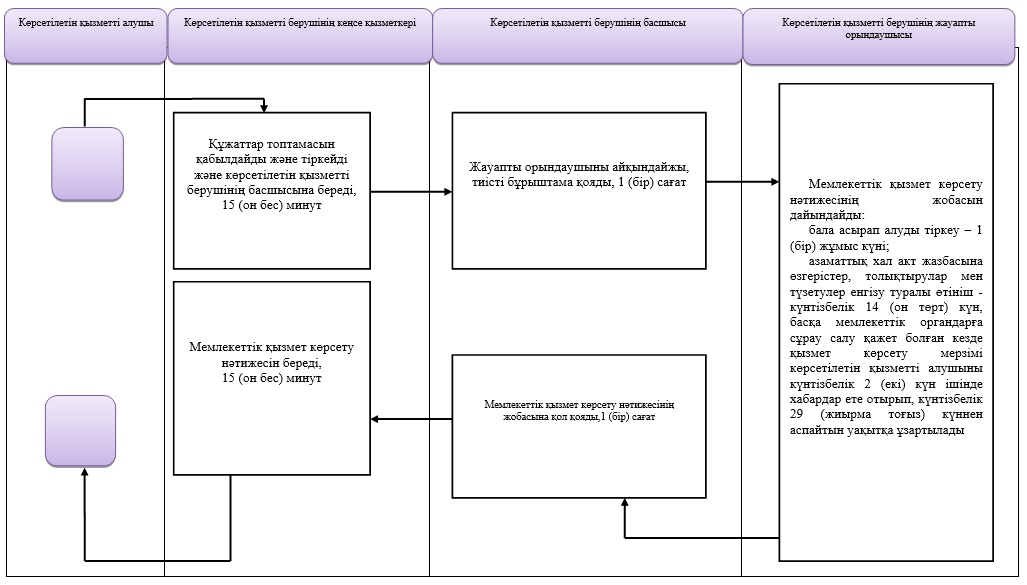 Көрсетілетін қызметті алушы
Көрсетілетін қызметті берушінің кеңсе қызметкері
Көрсетілетін қызметті берушінің басшысы
Көрсетілетін қызметті берушінің жауапты
орындаушысы
Құжаттар топтамасын
қабылдайды және тіркейді
және көрсетілетін қызметті
берушінің басшысына береді,
15 (он бес) минут
Жауапты орындаушыны айқындайжы,
тиісті бұрыштама қояды, 1 (бір) сағат
Мемлекеттік қызмет көрсету
нәтижесінің жобасын
дайындайды:
бала асырап алуды тіркеу – 1
(бір) жұмыс күні;
азаматтық хал акт жазбасына
өзгерістер, толықтырулар мен
түзетулер енгізу туралы өтініш -
күнтізбелік 14 (он төрт) күн,
басқа мемлекеттік органдарға
сұрау салу қажет болған кезде
қызмет көрсету мерзімі
көрсетілетін қызметті алушыны
күнтізбелік 2 (екі) күн ішінде
хабардар ете отырып, күнтізбелік
29 (жиырма тоғыз) күннен
аспайтын уақытқа ұзартылады
Мемлекеттік қызмет көрсету
нәтижесін береді,
15 (он бес) минут
Мемлекеттік қызмет көрсету нәтижесінің
жобасына қол қояды,1 (бір) сағат